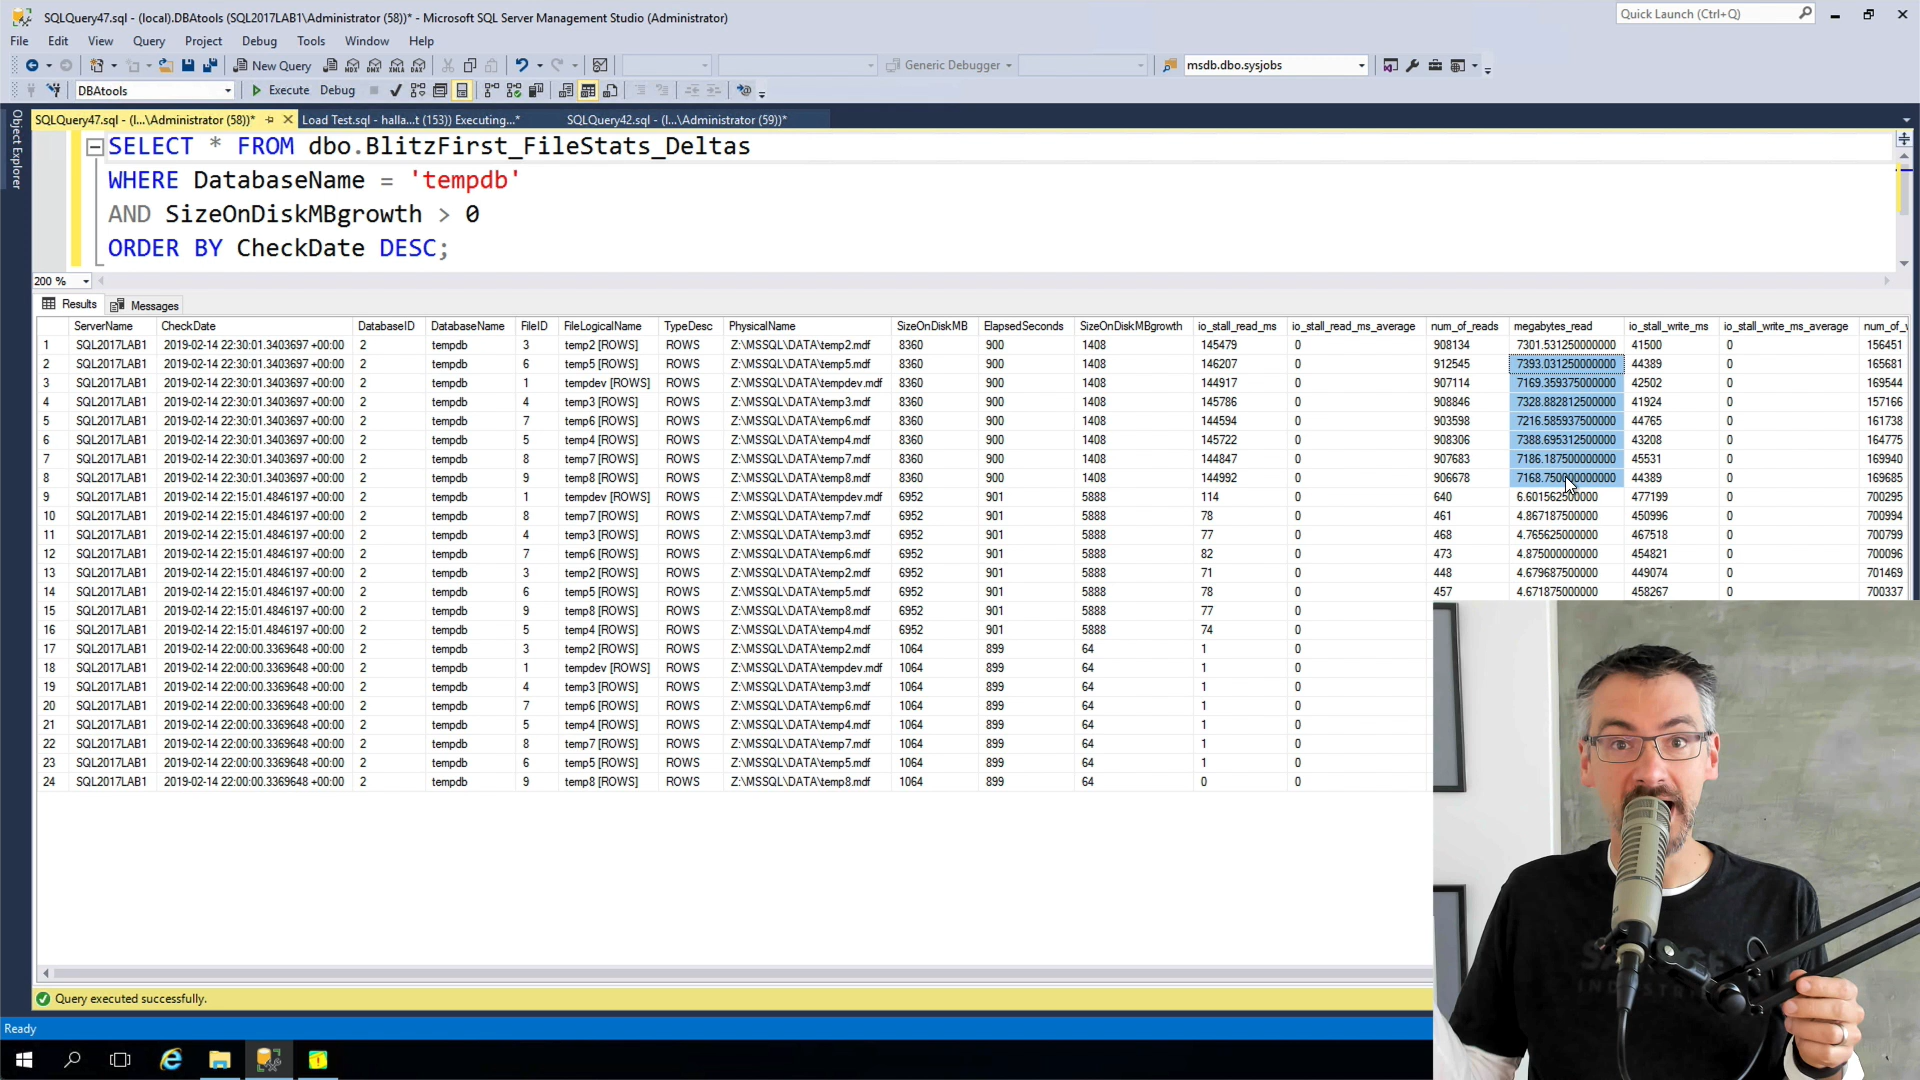 SQLQuery47.sql - (local).DBAtools (SQL2017LAB1\Administrator (58))* - Microsoft SQL Server Management Studio (Administrator)
Quick Launch (Ctrl+Q)
File Edit View Query Project Debug Tools Window Help
New Query MDX DMX XMLA DAX Generic Debugger msdb.dbo.sysjobs
DBAtools Execute Debug
SQLQuery47.sql - (l...\Administrator (58))* Load Test.sql - halla...t (153)) Executing...* SQLQuery42.sql - (l...\Administrator (59))*
Object Explorer
SELECT * FROM dbo.BlitzFirst_FileStats_Deltas
WHERE DatabaseName = 'tempdb'
AND SizeOnDiskMBgrowth > 0
ORDER BY CheckDate DESC;
200 %
Results Messages
ServerName CheckDate DatabaseID DatabaseName FileID FileLogicalName TypeDesc PhysicalName SizeOnDiskMB ElapsedSeconds SizeOnDiskMBgrowth io_stall_read_ms io_stall_read_ms_average num_of_reads megabytes_read io_stall_write_ms io_stall_write_ms_average num_of_
1 SQL2017LAB1 2019-02-14 22:30:01.3403697 +00:00 2 tempdb 3 temp2 [ROWS] ROWS Z:\MSSQL\DATA\temp2.mdf 8360 900 1408 145479 0 908134 7301.531250000000 41500 0 156451
2 SQL2017LAB1 2019-02-14 22:30:01.3403697 +00:00 2 tempdb 6 temp5 [ROWS] ROWS Z:\MSSQL\DATA\temp5.mdf 8360 900 1408 146207 0 912545 7393.031250000000 44389 0 165681
3 SQL2017LAB1 2019-02-14 22:30:01.3403697 +00:00 2 tempdb 1 tempdev [ROWS] ROWS Z:\MSSQL\DATA\tempdev.mdf 8360 900 1408 144917 0 907114 7169.359375000000 42502 0 169544
4 SQL2017LAB1 2019-02-14 22:30:01.3403697 +00:00 2 tempdb 4 temp3 [ROWS] ROWS Z:\MSSQL\DATA\temp3.mdf 8360 900 1408 145786 0 908846 7328.882812500000 41924 0 157166
5 SQL2017LAB1 2019-02-14 22:30:01.3403697 +00:00 2 tempdb 7 temp6 [ROWS] ROWS Z:\MSSQL\DATA\temp6.mdf 8360 900 1408 144594 0 903598 7216.585937500000 44765 0 161738
6 SQL2017LAB1 2019-02-14 22:30:01.3403697 +00:00 2 tempdb 5 temp4 [ROWS] ROWS Z:\MSSQL\DATA\temp4.mdf 8360 900 1408 145722 0 908306 7388.695312500000 43208 0 164775
7 SQL2017LAB1 2019-02-14 22:30:01.3403697 +00:00 2 tempdb 8 temp7 [ROWS] ROWS Z:\MSSQL\DATA\temp7.mdf 8360 900 1408 144847 0 907683 7186.187500000000 45531 0 169940
8 SQL2017LAB1 2019-02-14 22:30:01.3403697 +00:00 2 tempdb 9 temp8 [ROWS] ROWS Z:\MSSQL\DATA\temp8.mdf 8360 900 1408 144992 0 906678 7168.750000000000 44389 0 169685
9 SQL2017LAB1 2019-02-14 22:15:01.4846197 +00:00 2 tempdb 1 tempdev [ROWS] ROWS Z:\MSSQL\DATA\tempdev.mdf 6952 901 5888 114 0 640 6.601562500000 477199 0 700295
10 SQL2017LAB1 2019-02-14 22:15:01.4846197 +00:00 2 tempdb 8 temp7 [ROWS] ROWS Z:\MSSQL\DATA\temp7.mdf 6952 901 5888 78 0 461 4.867187500000 450996 0 700994
11 SQL2017LAB1 2019-02-14 22:15:01.4846197 +00:00 2 tempdb 4 temp3 [ROWS] ROWS Z:\MSSQL\DATA\temp3.mdf 6952 901 5888 77 0 468 4.765625000000 467518 0 700799
12 SQL2017LAB1 2019-02-14 22:15:01.4846197 +00:00 2 tempdb 7 temp6 [ROWS] ROWS Z:\MSSQL\DATA\temp6.mdf 6952 901 5888 82 0 473 4.875000000000 454821 0 700096
13 SQL2017LAB1 2019-02-14 22:15:01.4846197 +00:00 2 tempdb 3 temp2 [ROWS] ROWS Z:\MSSQL\DATA\temp2.mdf 6952 901 5888 71 0 448 4.679687500000 449074 0 701469
14 SQL2017LAB1 2019-02-14 22:15:01.4846197 +00:00 2 tempdb 6 temp5 [ROWS] ROWS Z:\MSSQL\DATA\temp5.mdf 6952 901 5888 78 0 457 4.671875000000 458267 0 700337
15 SQL2017LAB1 2019-02-14 22:15:01.4846197 +00:00 2 tempdb 9 temp8 [ROWS] ROWS Z:\MSSQL\DATA\temp8.mdf 6952 901 5888 77 0
16 SQL2017LAB1 2019-02-14 22:15:01.4846197 +00:00 2 tempdb 5 temp4 [ROWS] ROWS Z:\MSSQL\DATA\temp4.mdf 6952 901 5888 74 0
17 SQL2017LAB1 2019-02-14 22:00:00.3369648 +00:00 2 tempdb 3 temp2 [ROWS] ROWS Z:\MSSQL\DATA\temp2.mdf 1064 899 64 1 0
18 SQL2017LAB1 2019-02-14 22:00:00.3369648 +00:00 2 tempdb 1 tempdev [ROWS] ROWS Z:\MSSQL\DATA\tempdev.mdf 1064 899 64 1 0
19 SQL2017LAB1 2019-02-14 22:00:00.3369648 +00:00 2 tempdb 4 temp3 [ROWS] ROWS Z:\MSSQL\DATA\temp3.mdf 1064 899 64 1 0
20 SQL2017LAB1 2019-02-14 22:00:00.3369648 +00:00 2 tempdb 7 temp6 [ROWS] ROWS Z:\MSSQL\DATA\temp6.mdf 1064 899 64 1 0
21 SQL2017LAB1 2019-02-14 22:00:00.3369648 +00:00 2 tempdb 5 temp4 [ROWS] ROWS Z:\MSSQL\DATA\temp4.mdf 1064 899 64 1 0
22 SQL2017LAB1 2019-02-14 22:00:00.3369648 +00:00 2 tempdb 8 temp7 [ROWS] ROWS Z:\MSSQL\DATA\temp7.mdf 1064 899 64 1 0
23 SQL2017LAB1 2019-02-14 22:00:00.3369648 +00:00 2 tempdb 6 temp5 [ROWS] ROWS Z:\MSSQL\DATA\temp5.mdf 1064 899 64 1 0
24 SQL2017LAB1 2019-02-14 22:00:00.3369648 +00:00 2 tempdb 9 temp8 [ROWS] ROWS Z:\MSSQL\DATA\temp8.mdf 1064 899 64 0 0
Query executed successfully.
Ready